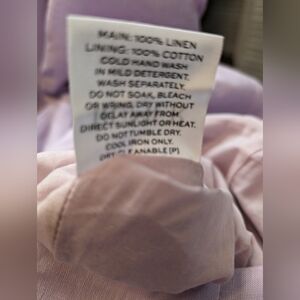 MAIN: 100% LINEN
LINING: 100% COTTON
COLD HAND WASH
IN MILD DETERGENT.
WASH SEPARATELY.
DO NOT SOAK, BLEACH
OR WRING, DRY WITHOUT
DELAY AWAY FROM
DIRECT SUNLIGHT OR HEAT.
DO NOT TUMBLE DRY.
COOL IRON ONLY.
DRY CLEANABLE (P)